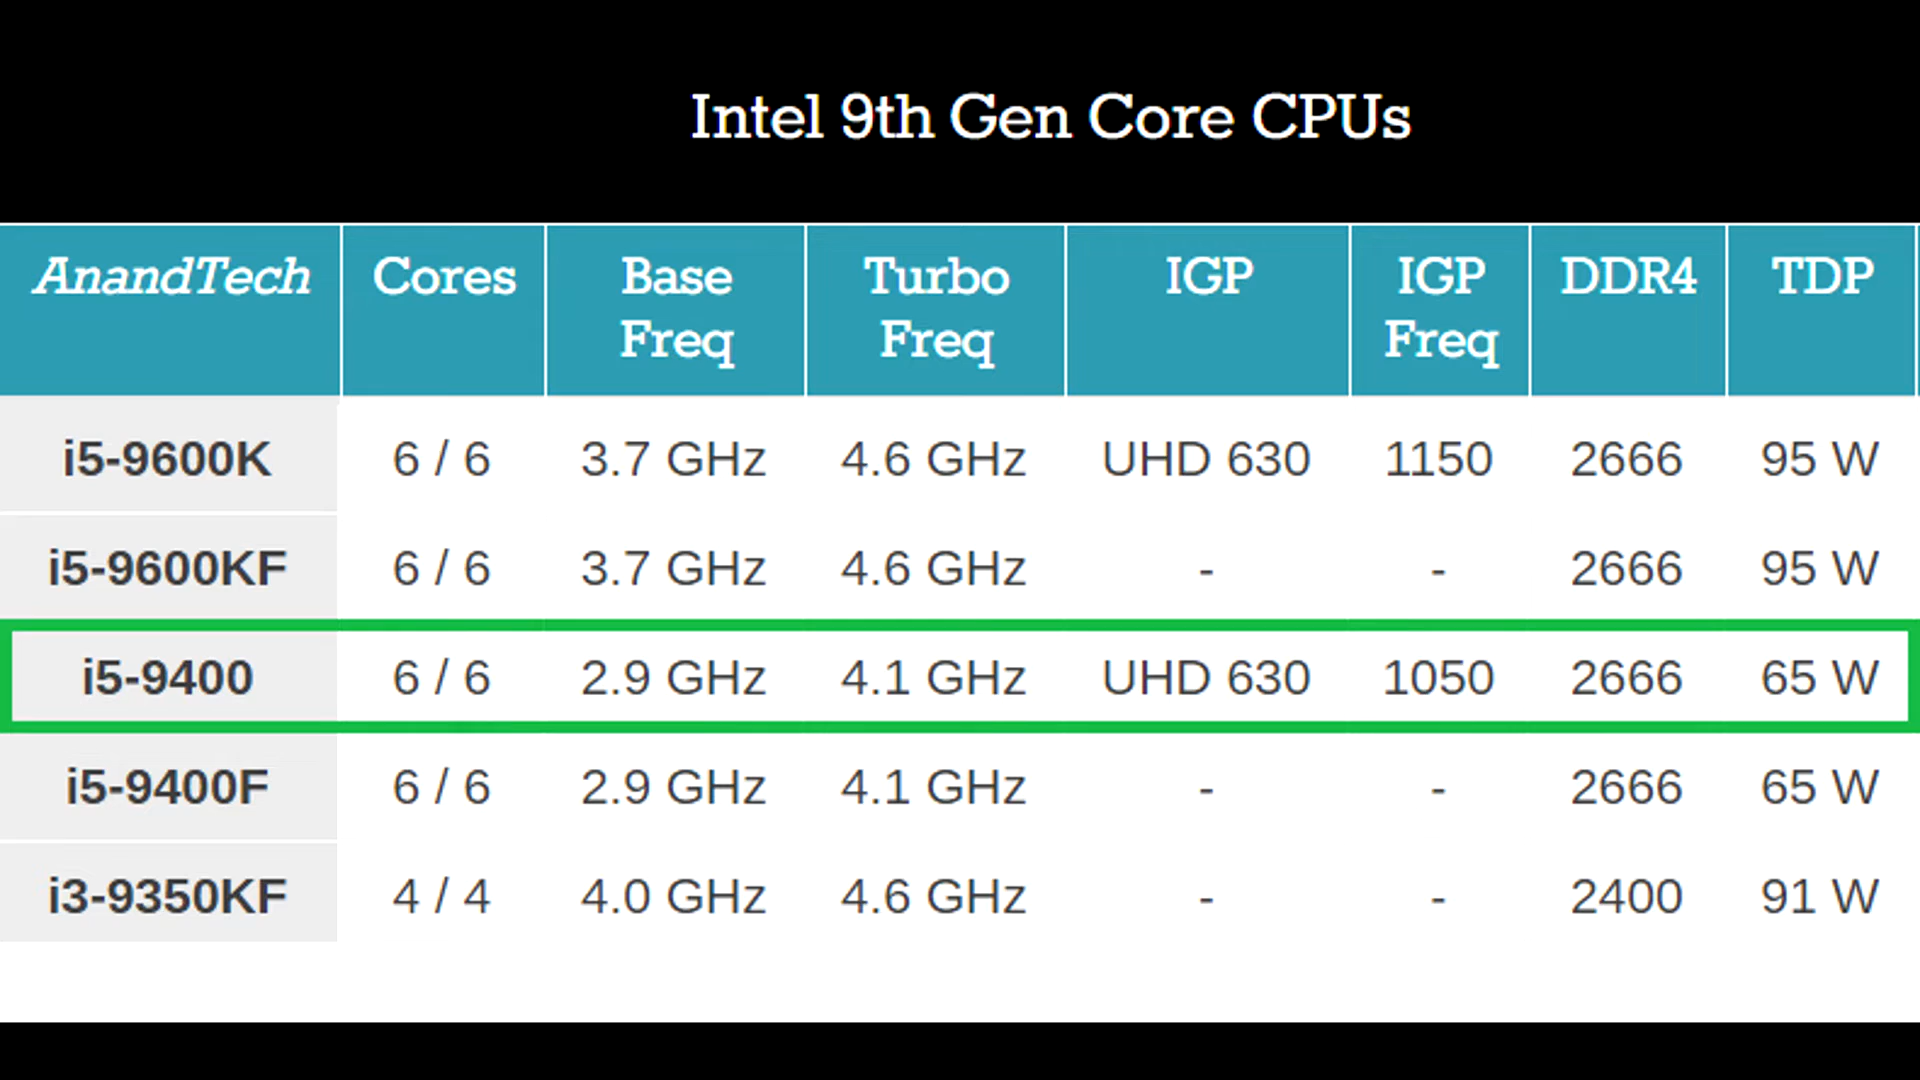 Intel 9th Gen Core CPUs
AnandTech Cores Base Freq Turbo Freq IGP IGP Freq DDR4 TDP
i5-9600K 6 / 6 3.7 GHz 4.6 GHz UHD 630 1150 2666 95 W
i5-9600KF 6 / 6 3.7 GHz 4.6 GHz - - 2666 95 W
i5-9400 6 / 6 2.9 GHz 4.1 GHz UHD 630 1050 2666 65 W
i5-9400F 6 / 6 2.9 GHz 4.1 GHz - - 2666 65 W
i3-9350KF 4 / 4 4.0 GHz 4.6 GHz - - 2400 91 W